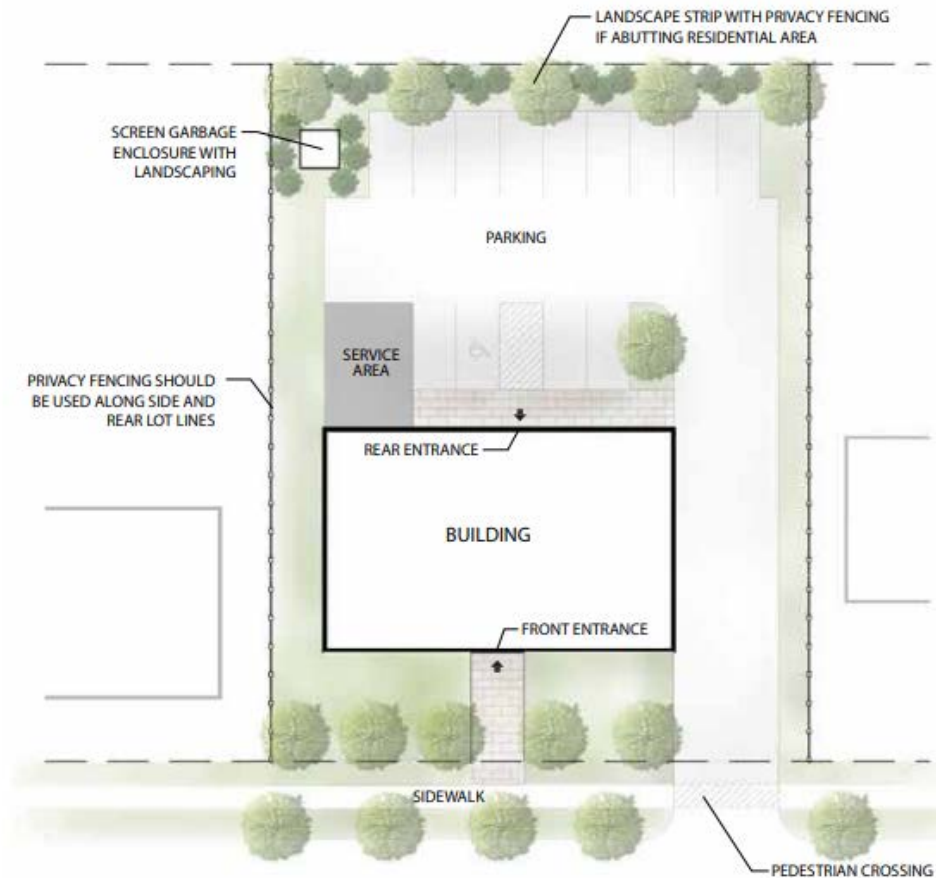 LANDSCAPE STRIP WITH PRIVACY FENCING
IF ABUTTING RESIDENTIAL AREA
SCREEN GARBAGE
ENCLOSURE WITH
LANDSCAPING
PARKING
SERVICE
AREA
PRIVACY FENCING SHOULD
BE USED ALONG SIDE AND
REAR LOT LINES
REAR ENTRANCE
BUILDING
FRONT ENTRANCE
SIDEWALK
PEDESTRIAN CROSSING